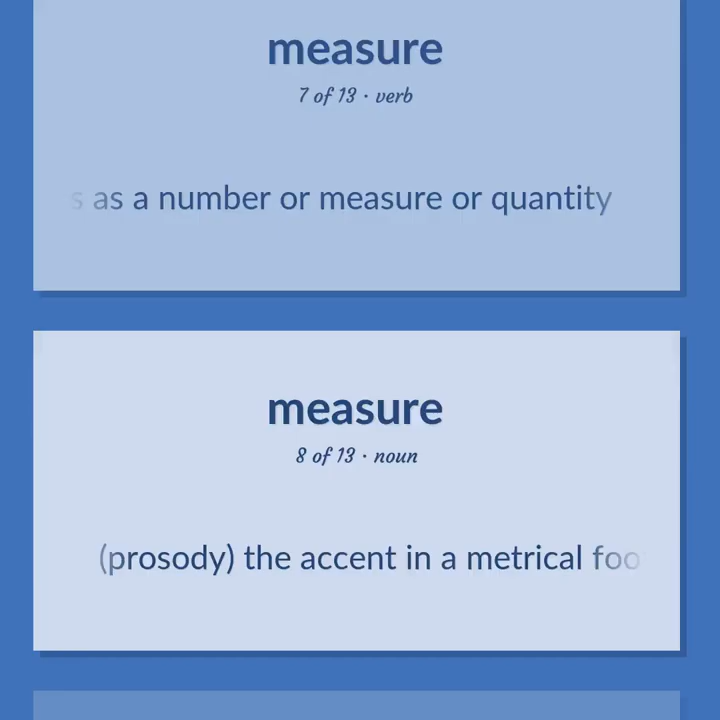 measure
7 of 13 · verb
s as a number or measure or quantity
measure
8 of 13 · noun
(prosody) the accent in a metrical foo